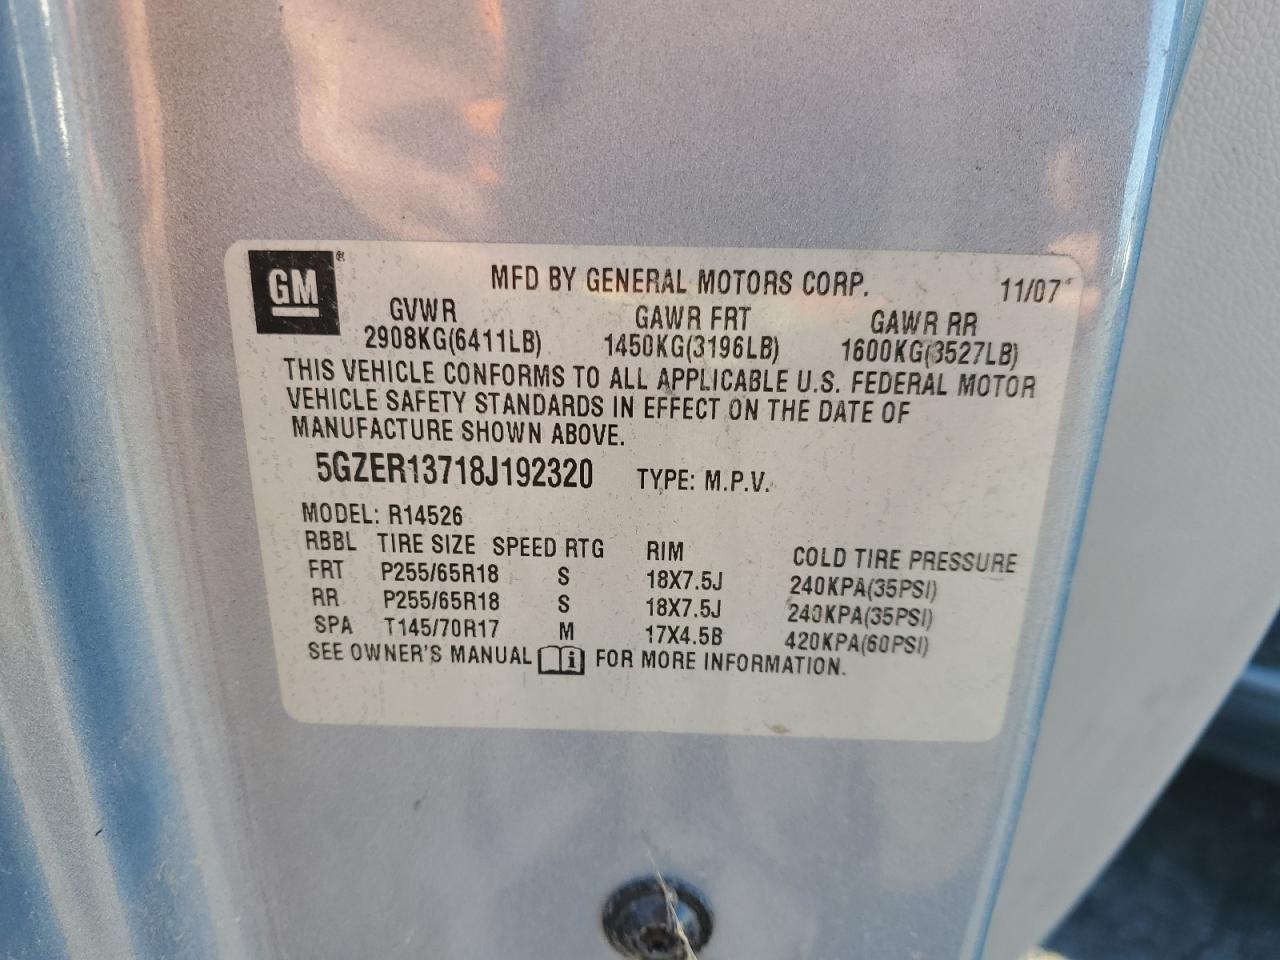 GM®
MFD BY GENERAL MOTORS CORP. 11/07
GVWR GAWR FRT GAWR RR
2908KG(6411LB) 1450KG(3196LB) 1600KG(3527LB)
THIS VEHICLE CONFORMS TO ALL APPLICABLE U.S. FEDERAL MOTOR
VEHICLE SAFETY STANDARDS IN EFFECT ON THE DATE OF
MANUFACTURE SHOWN ABOVE.
5GZER13718J192320 TYPE: M.P.V.
MODEL: R14526
RBBL TIRE SIZE SPEED RTG RIM COLD TIRE PRESSURE
FRT P255/65R18 S 18X7.5J 240KPA(35PSI)
RR P255/65R18 S 18X7.5J 240KPA(35PSI)
SPA T145/70R17 M 17X4.5B 420KPA(60PSI)
SEE OWNER'S MANUAL FOR MORE INFORMATION.